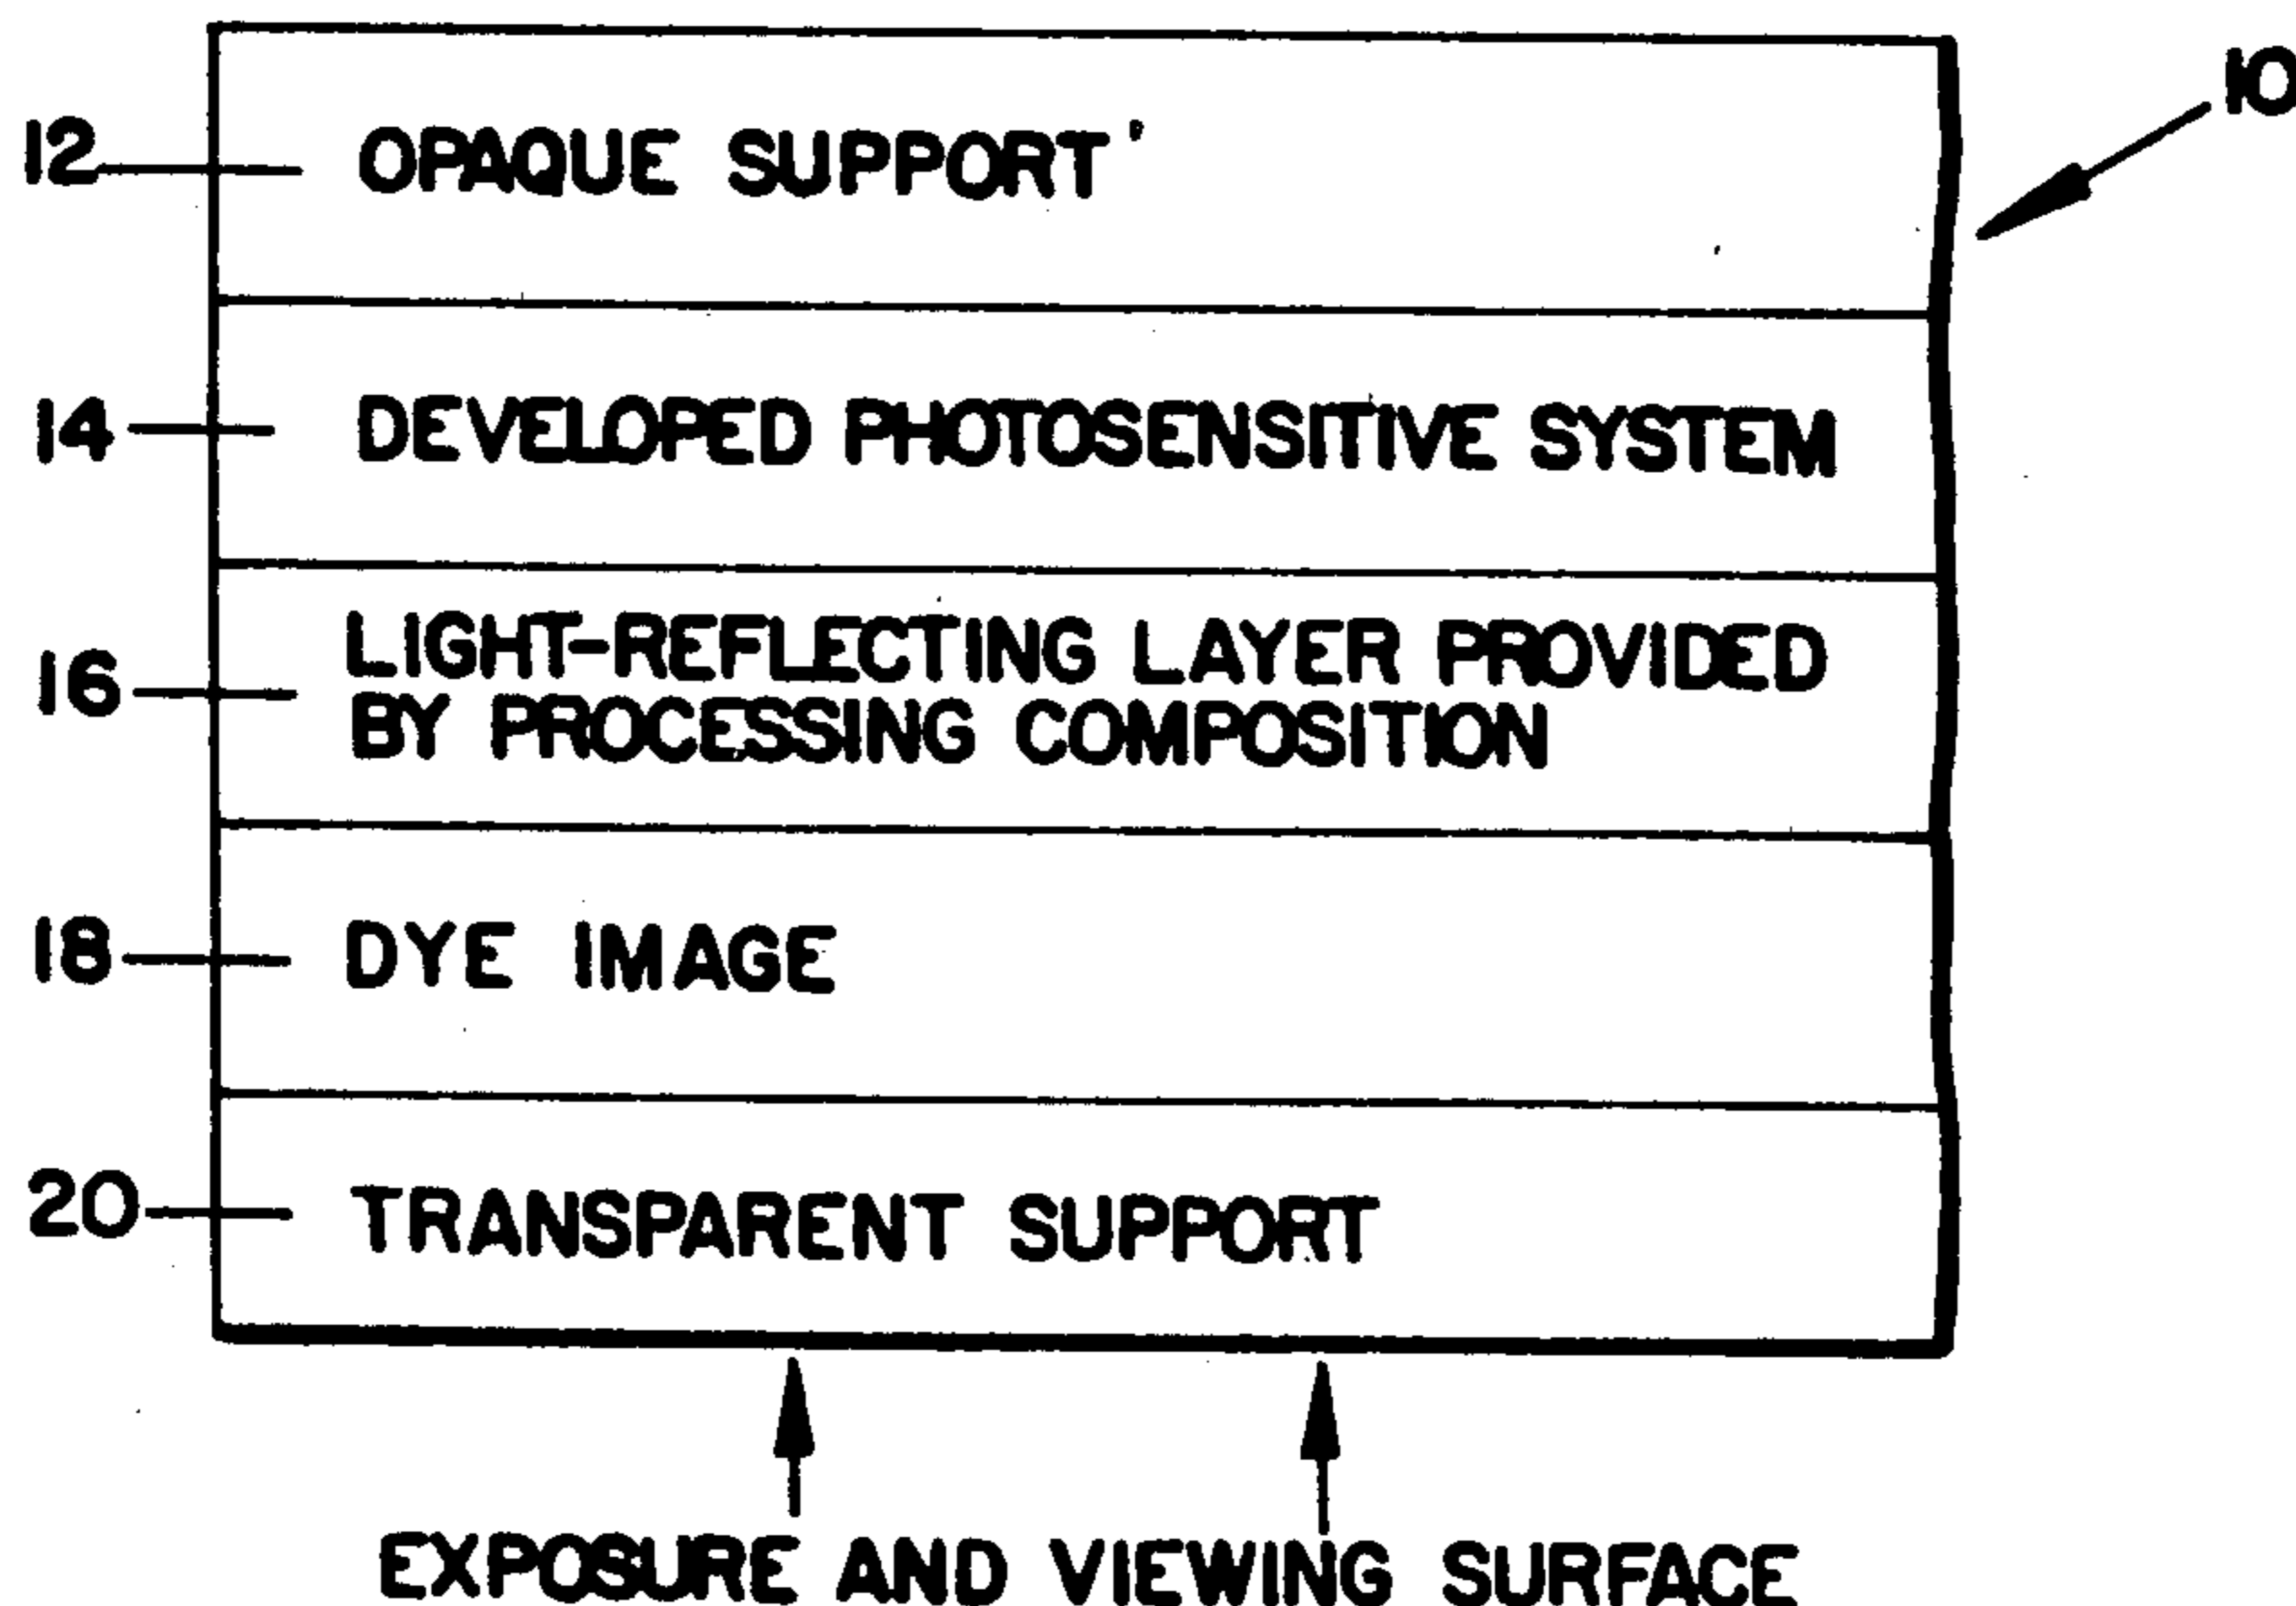 10
12 OPAQUE SUPPORT
14 DEVELOPED PHOTOSENSITIVE SYSTEM
16 LIGHT-REFLECTING LAYER PROVIDED
BY PROCESSING COMPOSITION
18 DYE IMAGE
20 TRANSPARENT SUPPORT
EXPOSURE AND VIEWING SURFACE